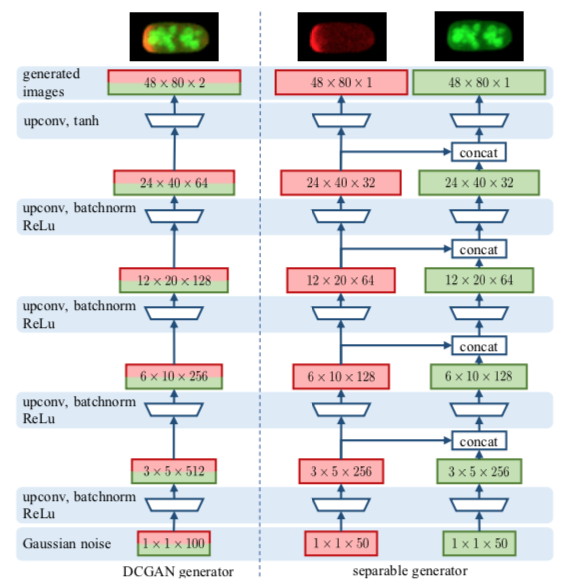 generated
images
48 × 80 × 2
48 × 80 × 1
48 × 80 × 1
upconv, tanh
concat
24 × 40 × 64
24 × 40 × 32
24 × 40 × 32
upconv, batchnorm
ReLu
concat
12 × 20 × 128
12 × 20 × 64
12 × 20 × 64
upconv, batchnorm
ReLu
concat
6 × 10 × 256
6 × 10 × 128
6 × 10 × 128
upconv, batchnorm
ReLu
concat
3 × 5 × 512
3 × 5 × 256
3 × 5 × 256
upconv, batchnorm
ReLu
Gaussian noise
1 × 1 × 100
1 × 1 × 50
1 × 1 × 50
DCGAN generator
separable generator